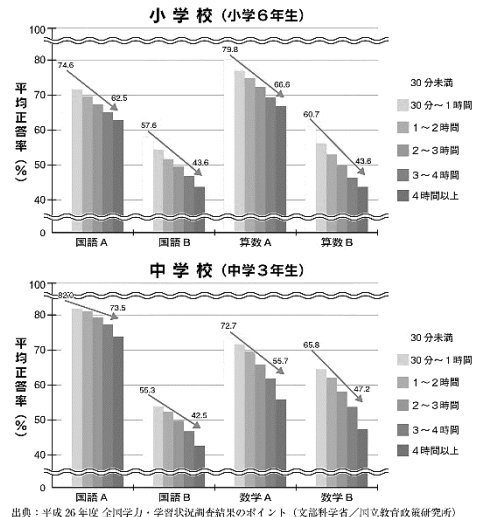 小学校（小学６年生）
平均正答率（％）
100
80
70
60
50
40
0
74.6
62.5
57.6
43.6
79.8
66.6
60.7
43.6
国語Ａ
国語Ｂ
算数Ａ
算数Ｂ
30分未満
30分～１時間
１～２時間
２～３時間
３～４時間
４時間以上
中学校（中学３年生）
平均正答率（％）
100
80
70
60
50
40
0
73.5
55.3
42.5
72.7
55.7
65.8
47.2
国語Ａ
国語Ｂ
数学Ａ
数学Ｂ
30分未満
30分～１時間
１～２時間
２～３時間
３～４時間
４時間以上
出典：平成 26 年度 全国学力・学習状況調査結果のポイント（文部科学省／国立教育政策研究所）